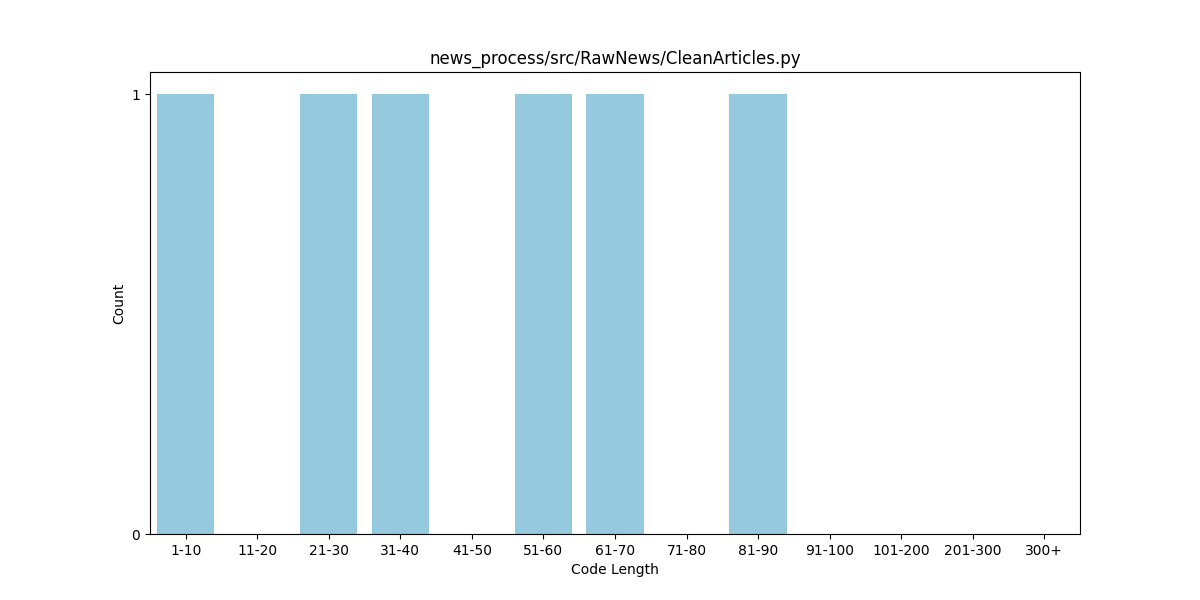 news_process/src/RawNews/CleanArticles.py
1
Count
0
1-10 11-20 21-30 31-40 41-50 51-60 61-70 71-80 81-90 91-100 101-200 201-300 300+
Code Length